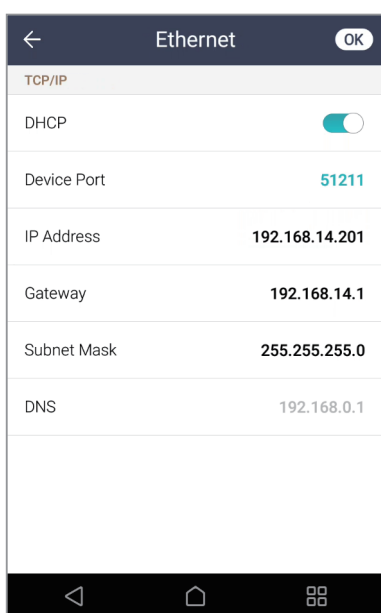 Ethernet OK
TCP/IP
DHCP
Device Port 51211
IP Address 192.168.14.201
Gateway 192.168.14.1
Subnet Mask 255.255.255.0
DNS 192.168.0.1